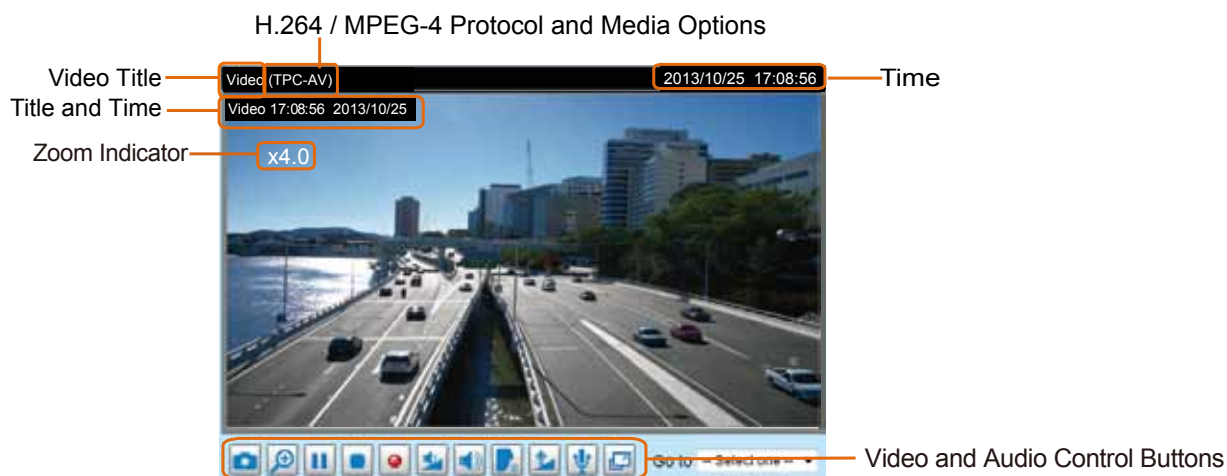 H.264 / MPEG-4 Protocol and Media Options
Video Title
Video (TPC-AV)
2013/10/25 17:08:56
Time
Title and Time
Video 17:08:56 2013/10/25
Zoom Indicator
x4.0
Go to -- Select one --
Video and Audio Control Buttons